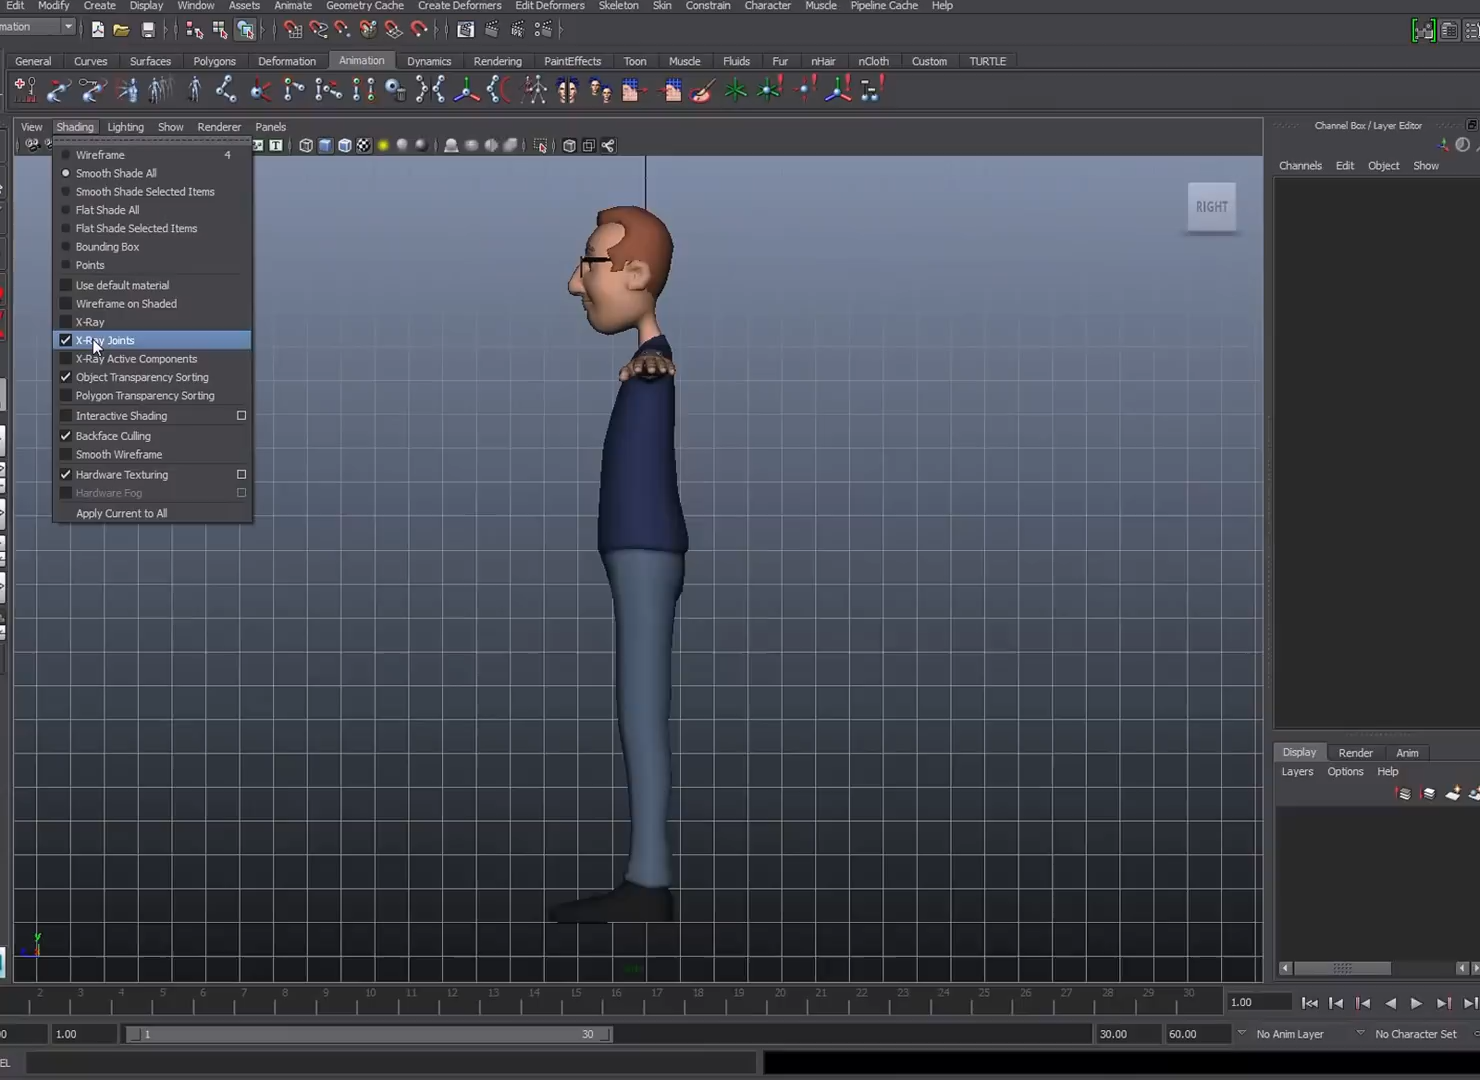 Edit Modify Create Display Window Assets Animate Geometry Cache Create Deformers Edit Deformers Skeleton Skin Constrain Character Muscle Pipeline Cache Help
mation
General Curves Surfaces Polygons Deformation Animation Dynamics Rendering PaintEffects Toon Muscle Fluids Fur nHair nCloth Custom TURTLE
View Shading Lighting Show Renderer Panels
Channel Box / Layer Editor
Channels Edit Object Show
Wireframe 4
Smooth Shade All
Smooth Shade Selected Items
Flat Shade All
Flat Shade Selected Items
Bounding Box
Points
Use default material
Wireframe on Shaded
X-Ray
X-Ray Joints
X-Ray Active Components
Object Transparency Sorting
Polygon Transparency Sorting
Interactive Shading
Backface Culling
Smooth Wireframe
Hardware Texturing
Hardware Fog
Apply Current to All
RIGHT
y
Display Render Anim
Layers Options Help
2 3 4 5 6 7 8 9 10 11 12 13 14 15 16 17 18 19 20 21 22 23 24 25 26 27 28 29 30
1.00
00 1.00 1 30 30.00 60.00 No Anim Layer No Character Set
EL